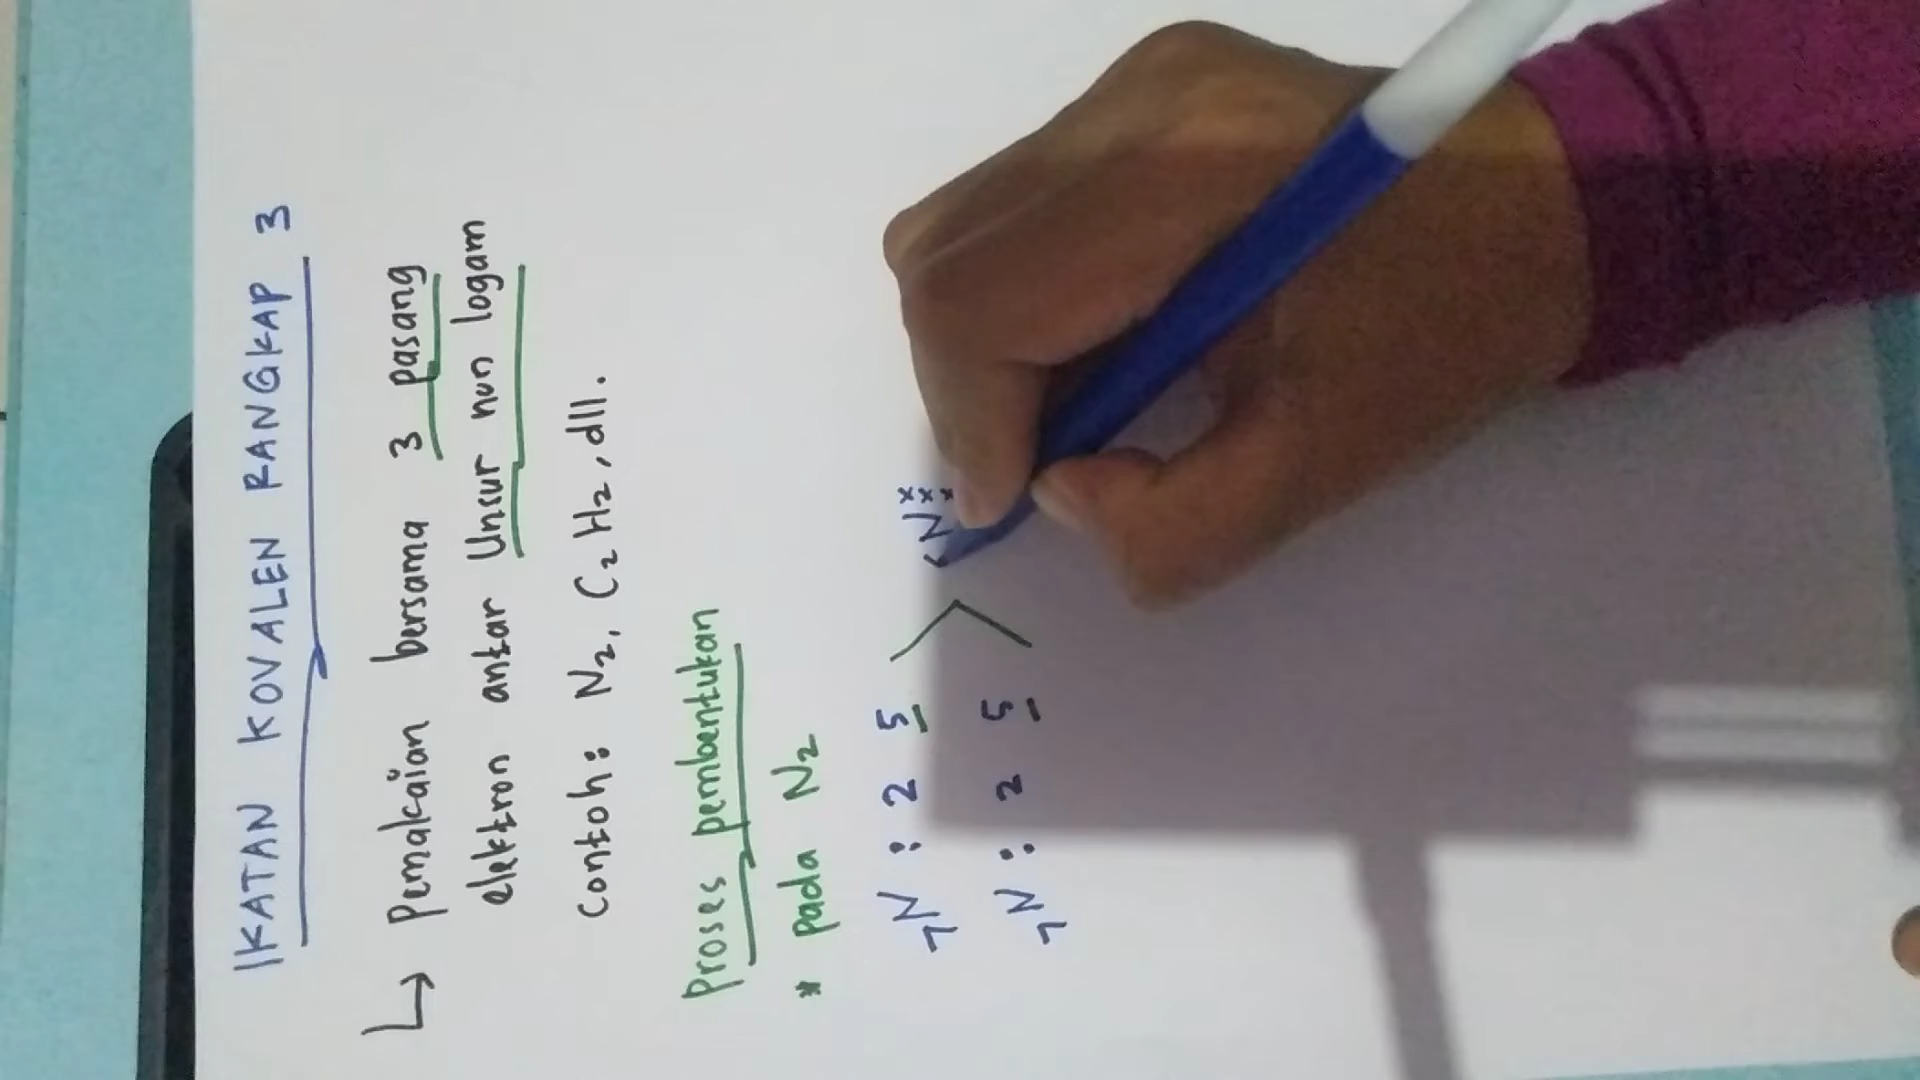 IKATAN KOVALEN RANGKAP 3
↳ Pemakaian bersama 3 pasang
elektron antar Unsur non logam
contoh: N₂, C₂H₂, dll.
Proses pembentukan
* pada N₂
₇N : 2 5
₇N : 2 5
N xxx